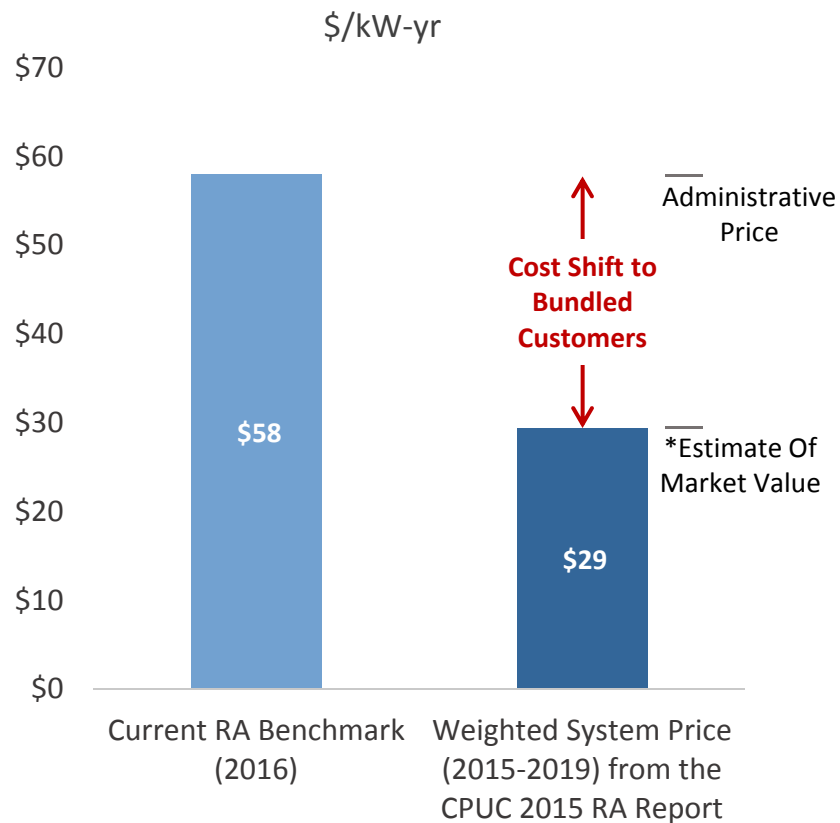 $/kW-yr
$70
$60
$50
$40
$30
$20
$10
$0
$58
$29
Cost Shift to
Bundled
Customers
Administrative
Price
*Estimate Of
Market Value
Current RA Benchmark
(2016)
Weighted System Price
(2015-2019) from the
CPUC 2015 RA Report